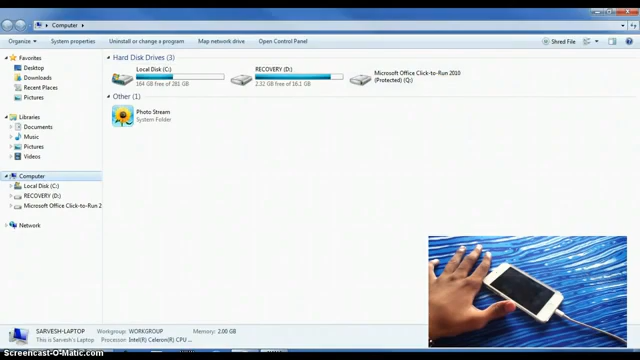 Computer
Organize System properties Uninstall or change a program Map network drive Open Control Panel Shred File
Favorites
Desktop
Downloads
Recent Places
Pictures
Libraries
Documents
Music
Pictures
Videos
Computer
Local Disk (C:)
RECOVERY (D:)
Microsoft Office Click-to-Run 2
Network
Hard Disk Drives (3)
Local Disk (C:)
164 GB free of 281 GB
RECOVERY (D:)
2.32 GB free of 16.1 GB
Microsoft Office Click-to-Run 2010
(Protected) (Q:)
Other (1)
Photo Stream
System Folder
SARVESH-LAPTOP Workgroup: WORKGROUP Memory: 2.00 GB
This is Sarvesh's Laptop Processor: Intel(R) Celeron(R) CPU ...
Screencast-O-Matic.com